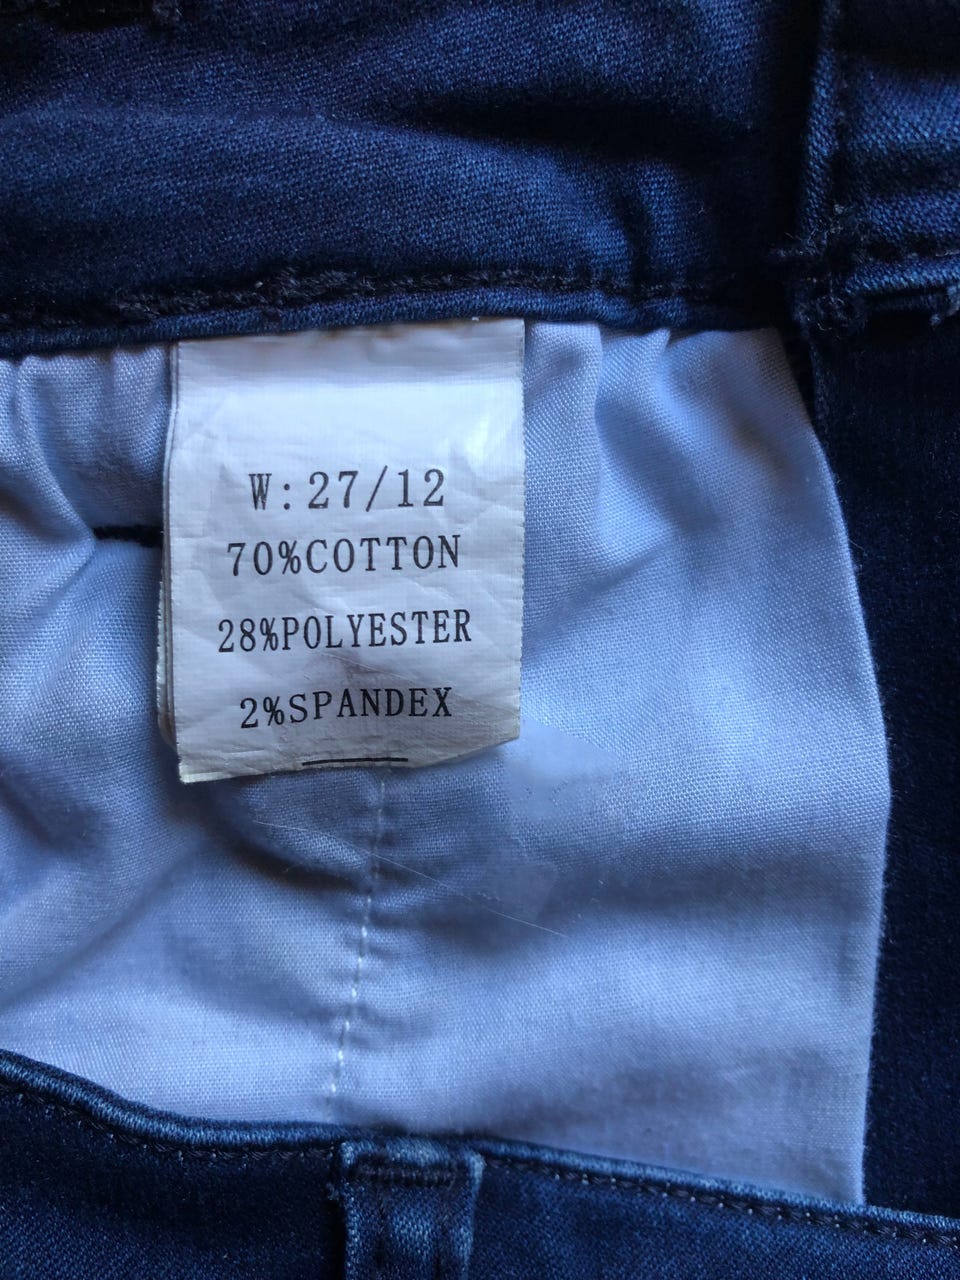 W:27/12
70%COTTON
28%POLYESTER
2%SPANDEX